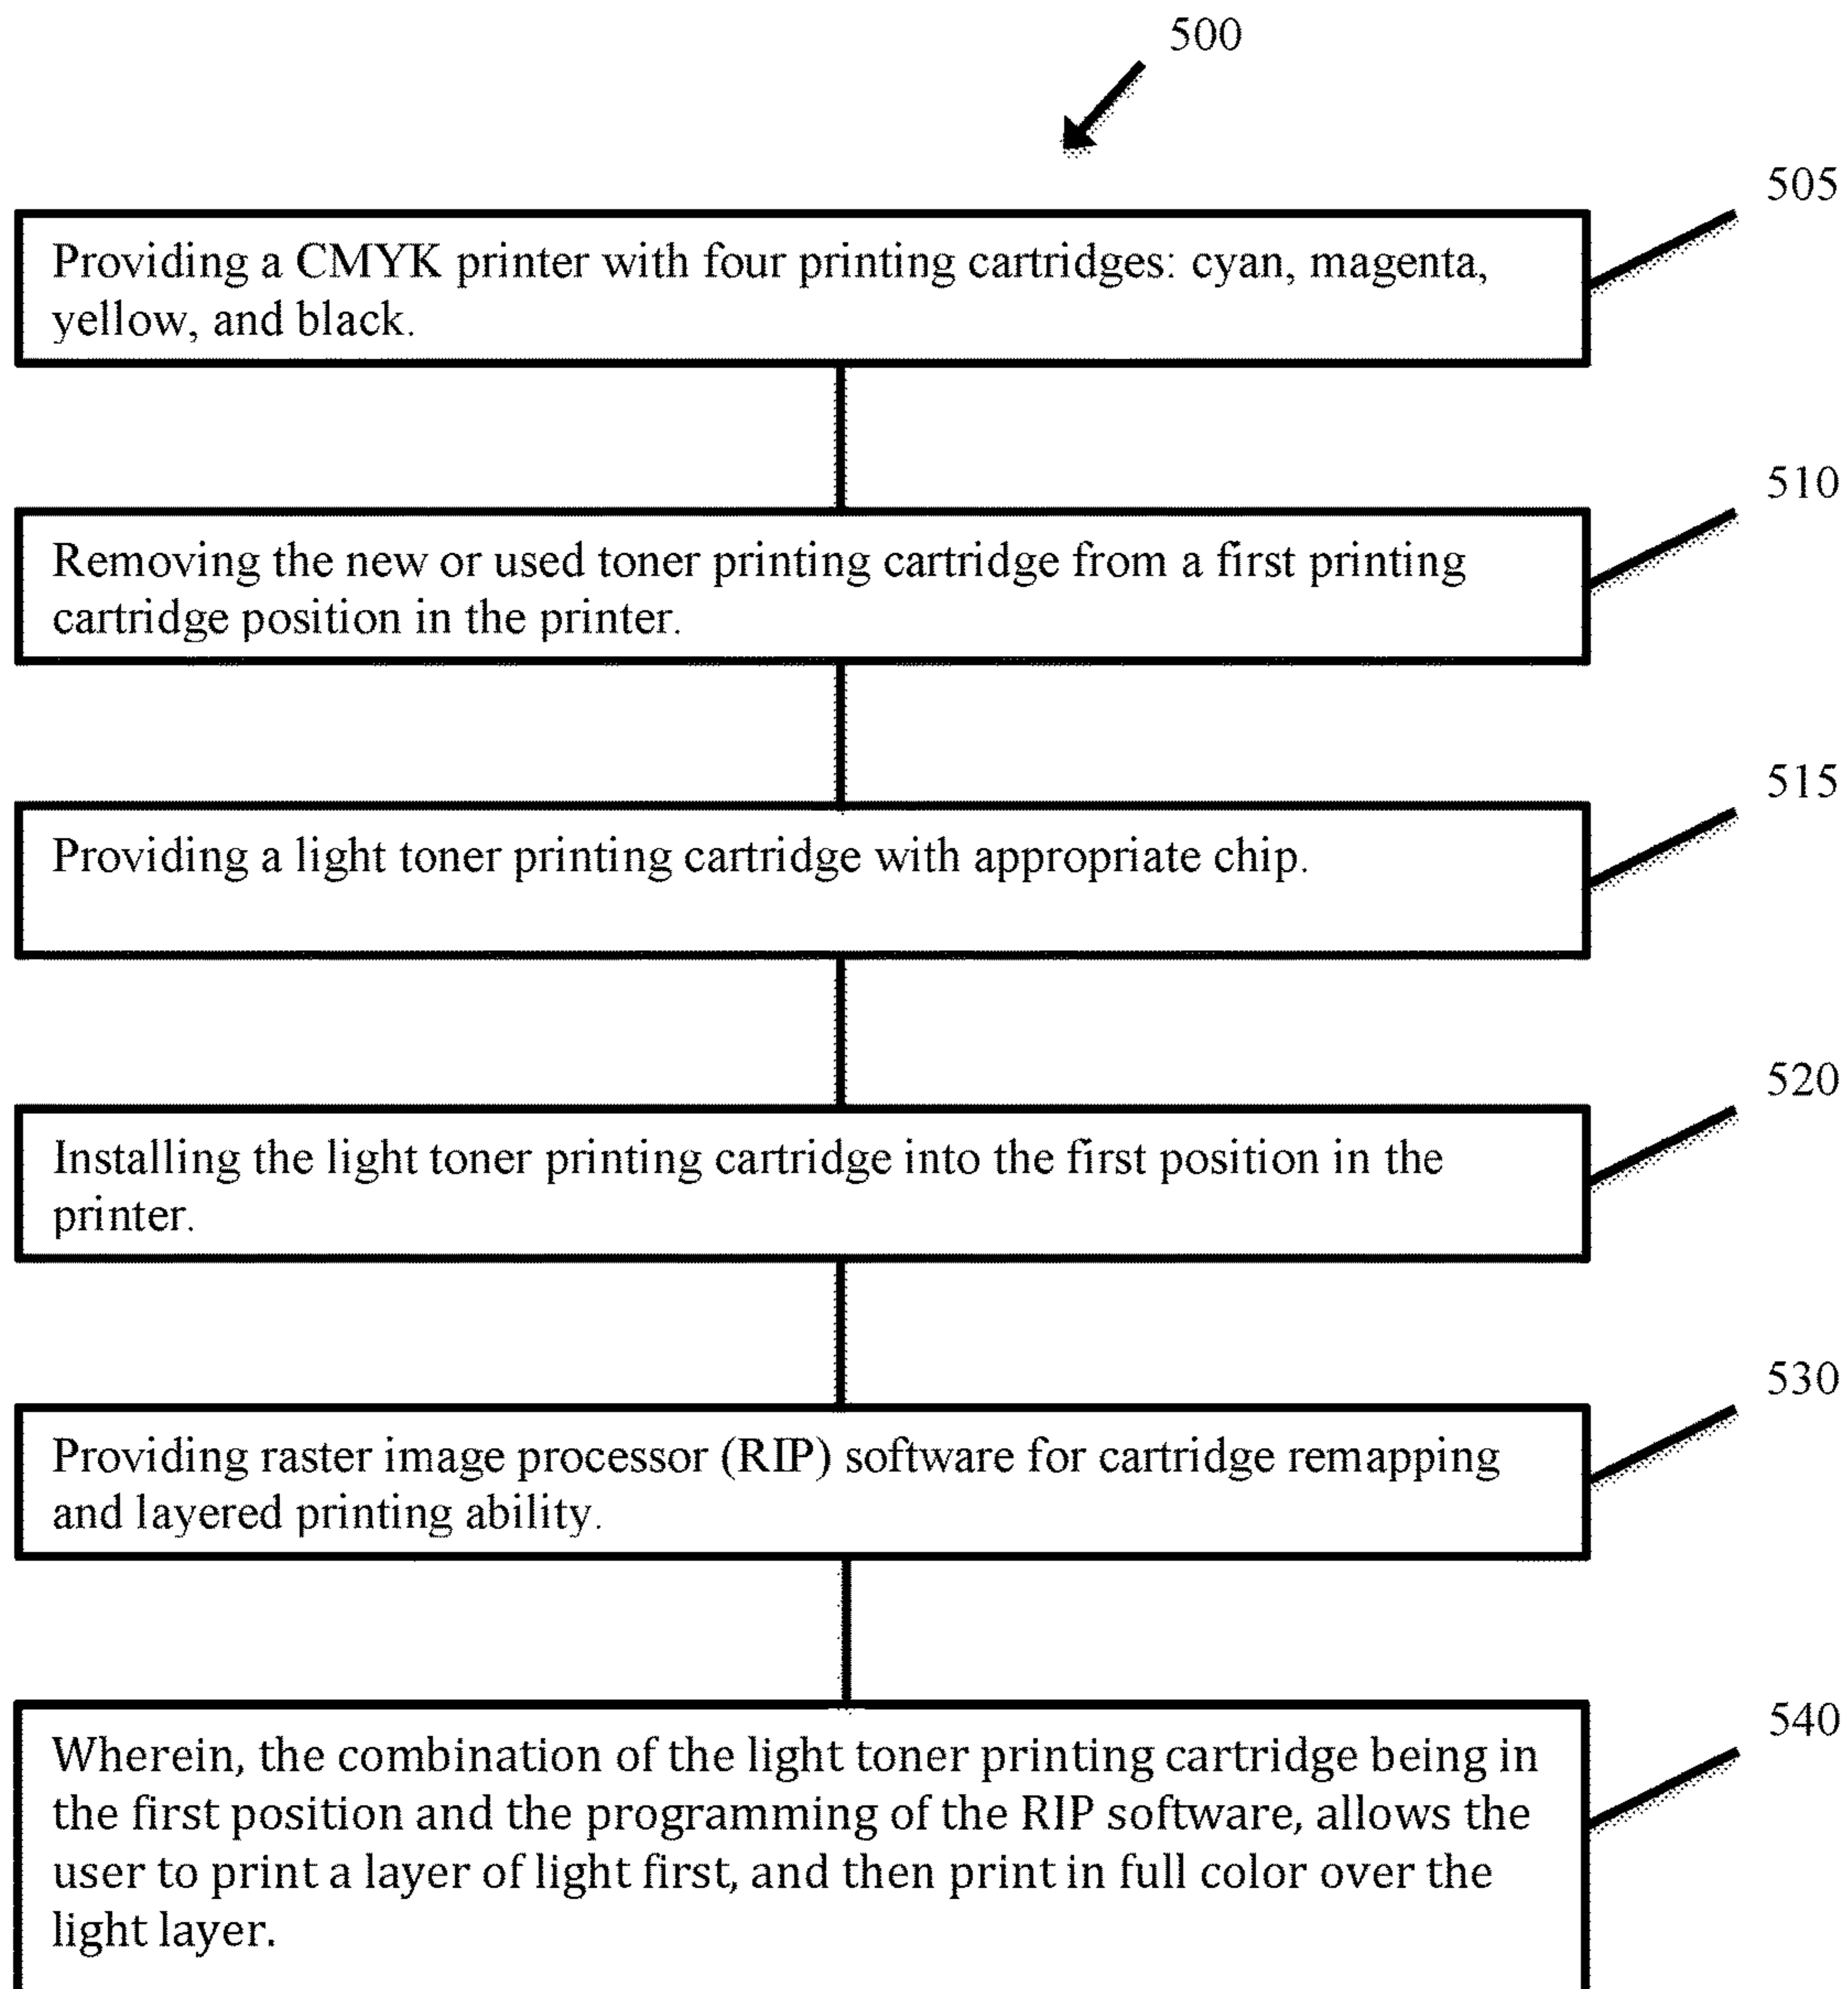 500
505
Providing a CMYK printer with four printing cartridges: cyan, magenta,
yellow, and black.
510
Removing the new or used toner printing cartridge from a first printing
cartridge position in the printer.
515
Providing a light toner printing cartridge with appropriate chip.
520
Installing the light toner printing cartridge into the first position in the
printer.
530
Providing raster image processor (RIP) software for cartridge remapping
and layered printing ability.
540
Wherein, the combination of the light toner printing cartridge being in
the first position and the programming of the RIP software, allows the
user to print a layer of light first, and then print in full color over the
light layer.